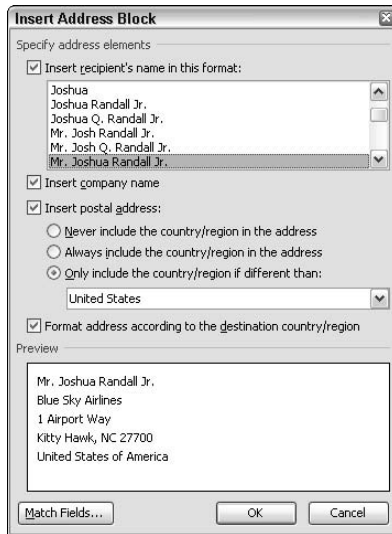 Insert Address Block
Specify address elements
Insert recipient's name in this format:
Joshua
Joshua Randall Jr.
Joshua Q. Randall Jr.
Mr. Josh Randall Jr.
Mr. Josh Q. Randall Jr.
Mr. Joshua Randall Jr.
Insert company name
Insert postal address:
Never include the country/region in the address
Always include the country/region in the address
Only include the country/region if different than:
United States
Format address according to the destination country/region
Preview
Mr. Joshua Randall Jr.
Blue Sky Airlines
1 Airport Way
Kitty Hawk, NC 27700
United States of America
Match Fields... OK Cancel